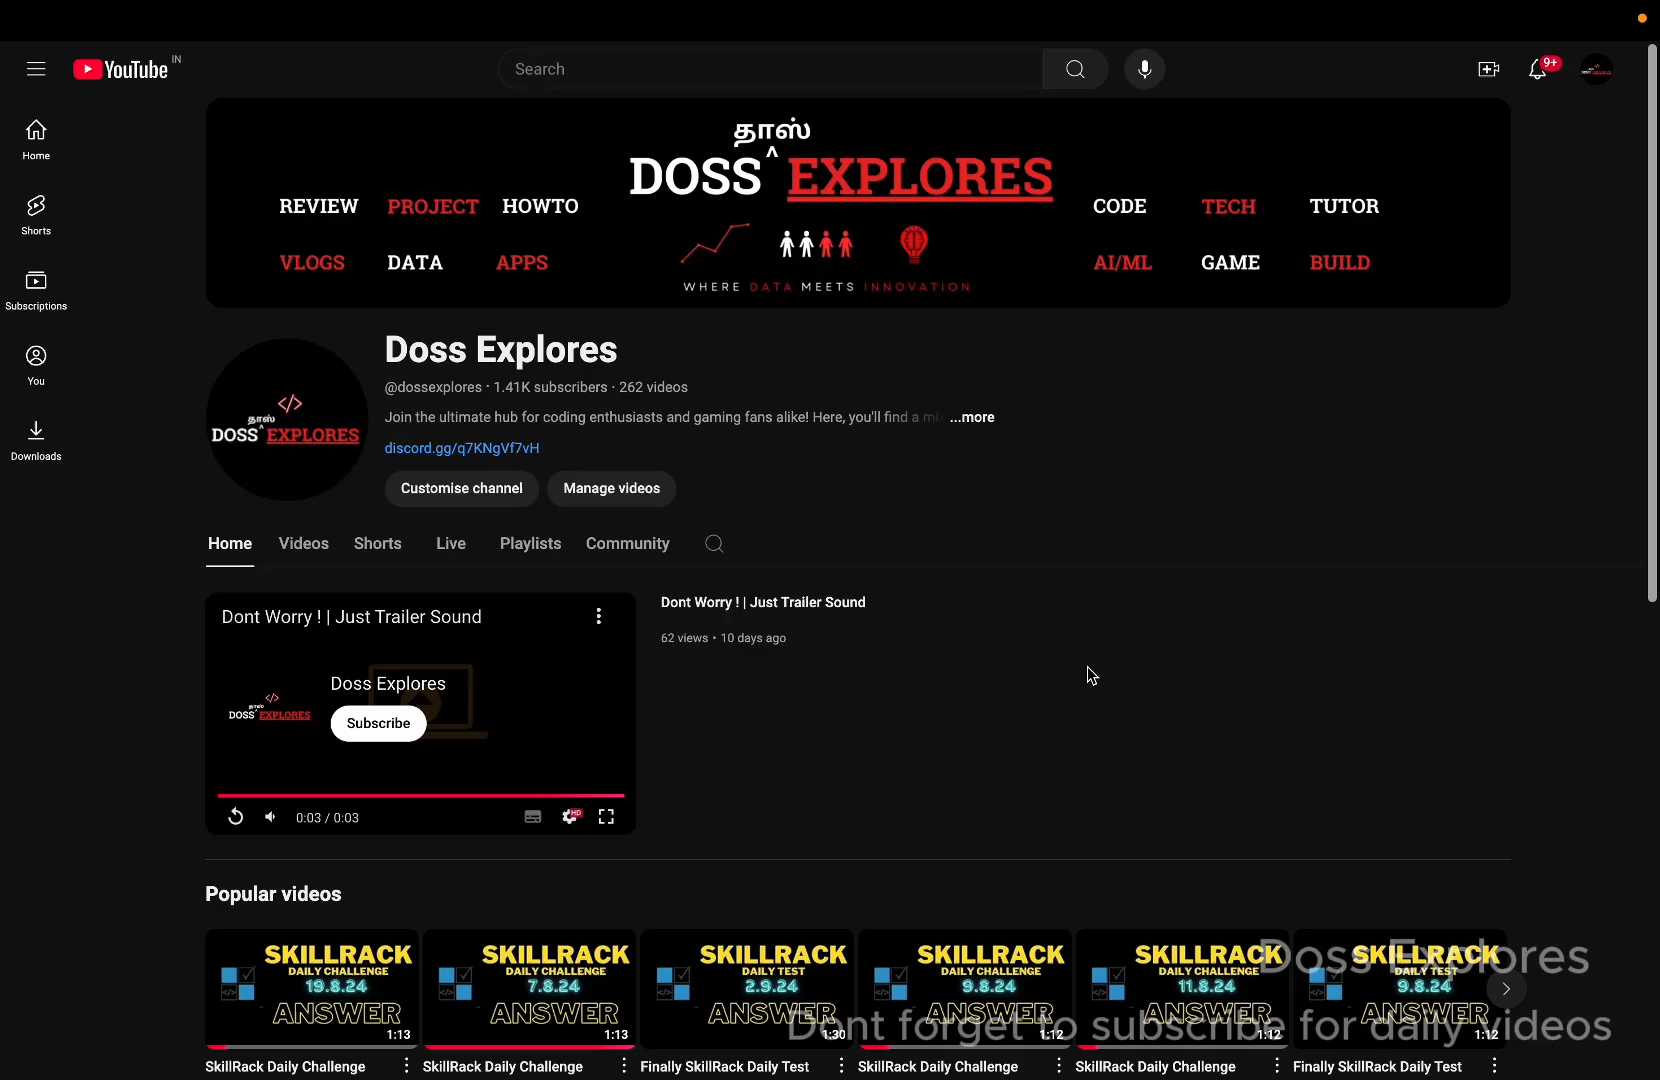 YouTube IN
Search
9+
Home
Shorts
Subscriptions
You
Downloads
தாஸ்
DOSS ^ EXPLORES
REVIEW PROJECT HOWTO
VLOGS DATA APPS
CODE TECH TUTOR
AI/ML GAME BUILD
WHERE DATA MEETS INNOVATION
</>
தாஸ்
DOSS ^ EXPLORES
Doss Explores
@dossexplores · 1.41K subscribers · 262 videos
Join the ultimate hub for coding enthusiasts and gaming fans alike! Here, you'll find a ...more
discord.gg/q7KNgVf7vH
Customise channel Manage videos
Home Videos Shorts Live Playlists Community
Dont Worry ! | Just Trailer Sound
Doss Explores
</>
DOSS EXPLORES
Subscribe
0:03 / 0:03
HD
Dont Worry ! | Just Trailer Sound
62 views • 10 days ago
Popular videos
SKILLRACK
DAILY CHALLENGE
19.8.24
ANSWER
1:13
SkillRack Daily Challenge
SKILLRACK
DAILY CHALLENGE
7.8.24
ANSWER
1:13
SkillRack Daily Challenge
SKILLRACK
DAILY TEST
2.9.24
ANSWER
1:30
Finally SkillRack Daily Test
SKILLRACK
DAILY CHALLENGE
9.8.24
ANSWER
1:12
SkillRack Daily Challenge
SKILLRACK
DAILY CHALLENGE
11.8.24
ANSWER
1:12
SkillRack Daily Challenge
SKILLRACK
DAILY TEST
9.8.24
ANSWER
1:12
Finally SkillRack Daily Test
Doss Explores
Dont forget to subscribe for daily videos